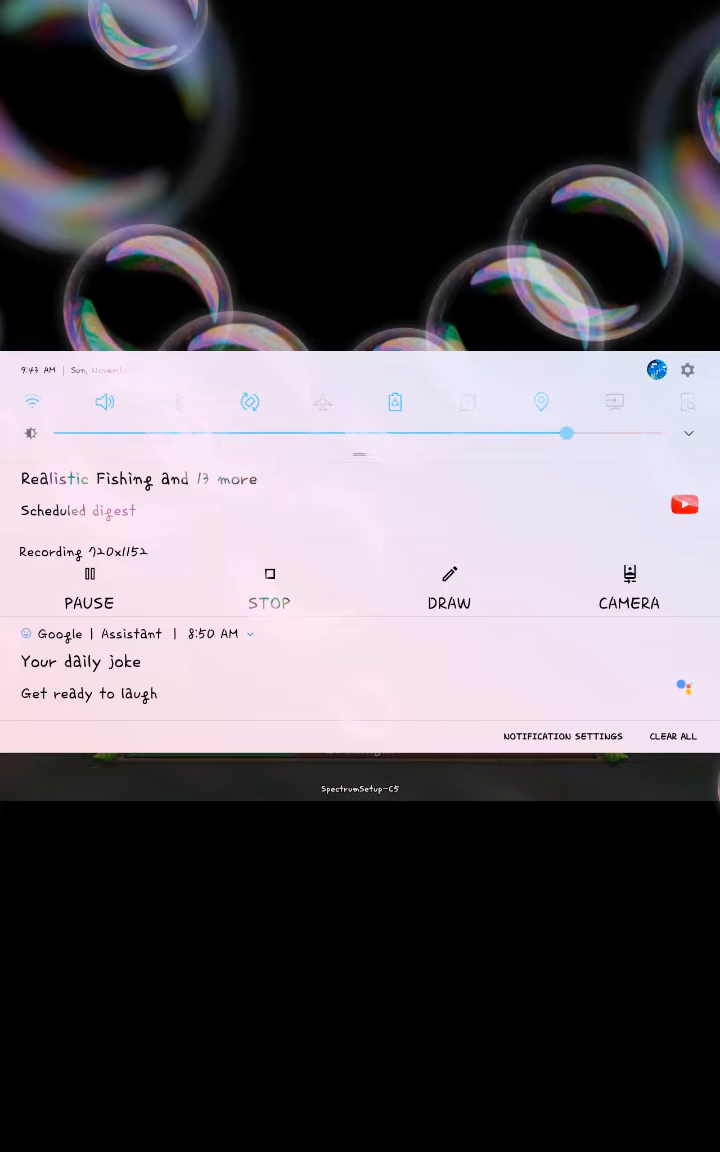 9:43 AM | Sun, Novemb
Realistic Fishing and 13 more
Scheduled digest
Recording 720x1152
PAUSE STOP DRAW CAMERA
Google | Assistant | 8:50 AM
Your daily joke
Get ready to laugh
NOTIFICATION SETTINGS CLEAR ALL
SpectrumSetup-C5